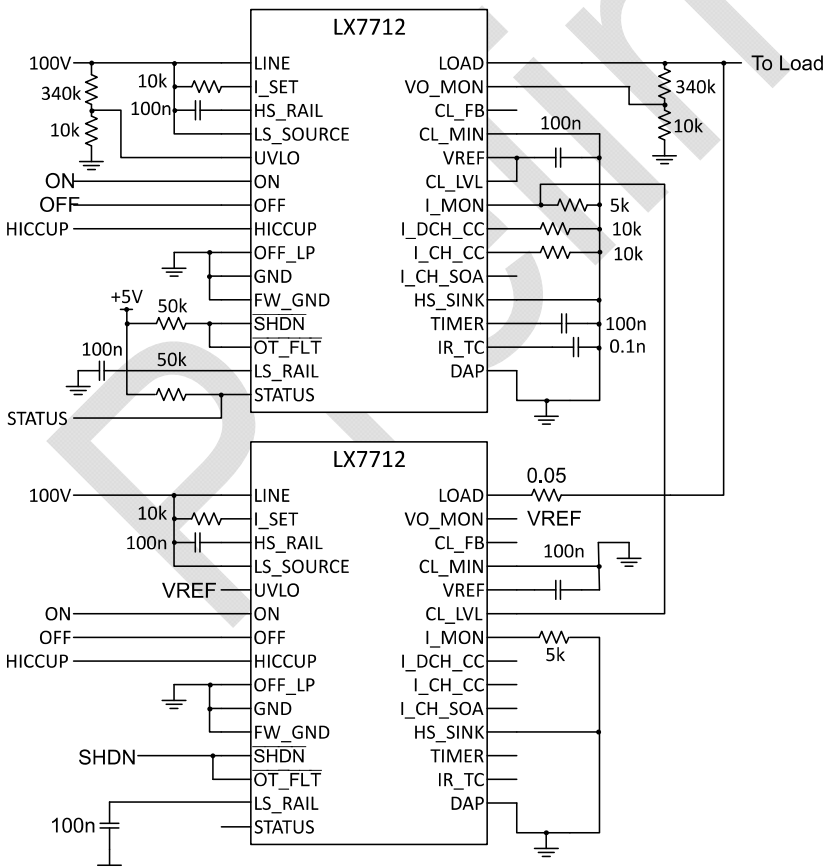 LX7712
100V
340k
10k
10k
100n
LINE
I_SET
HS_RAIL
LS_SOURCE
UVLO
ON
ON
OFF
OFF
HICCUP
HICCUP
OFF_LP
GND
FW_GND
+5V
50k
SHDN
OT_FLT
100n
50k
LS_RAIL
STATUS
STATUS
LOAD
To Load
VO_MON
340k
10k
CL_FB
CL_MIN
100n
VREF
CL_LVL
I_MON
5k
I_DCH_CC
10k
I_CH_CC
10k
I_CH_SOA
HS_SINK
TIMER
100n
IR_TC
0.1n
DAP
LX7712
100V
10k
100n
LINE
I_SET
HS_RAIL
LS_SOURCE
VREF
UVLO
ON
ON
OFF
OFF
HICCUP
HICCUP
OFF_LP
GND
FW_GND
SHDN
SHDN
OT_FLT
LS_RAIL
100n
STATUS
0.05
LOAD
VO_MON
VREF
CL_FB
100n
CL_MIN
VREF
CL_LVL
I_MON
5k
I_DCH_CC
I_CH_CC
I_CH_SOA
HS_SINK
TIMER
IR_TC
DAP